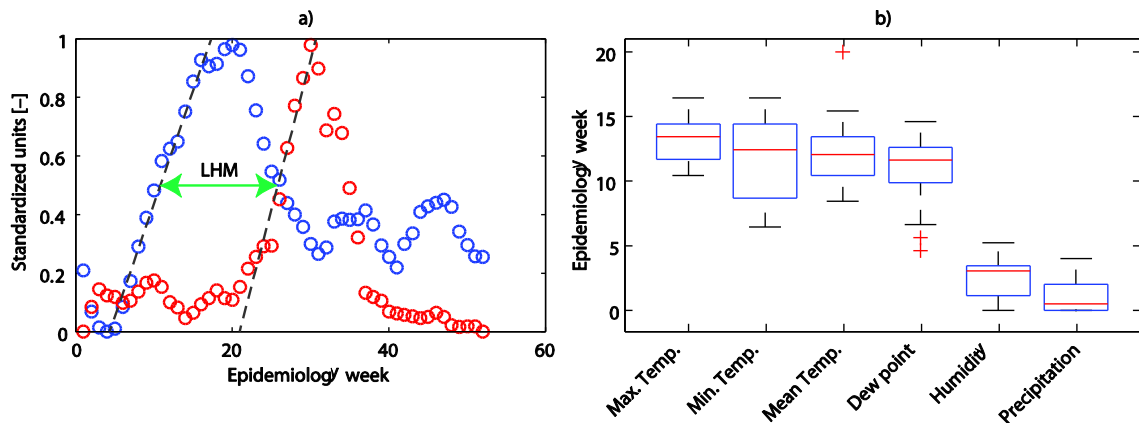 a)
1
0.8
0.6
0.4
0.2
0
Standardized units [–]
LHM
0 20 40 60
Epidemiology week
b)
20
15
10
5
0
Epidemiology week
Max. Temp.
Min. Temp.
Mean Temp.
Dew point
Humidity
Precipitation